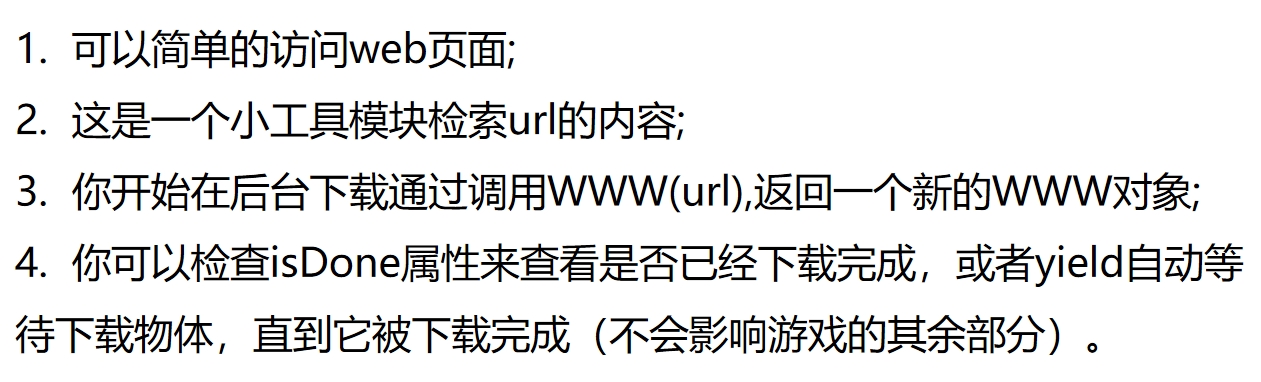 1. 可以简单的访问web页面;
2. 这是一个小工具模块检索url的内容;
3. 你开始在后台下载通过调用WWW(url),返回一个新的WWW对象;
4. 你可以检查isDone属性来查看是否已经下载完成，或者yield自动等
待下载物体，直到它被下载完成（不会影响游戏的其余部分）。